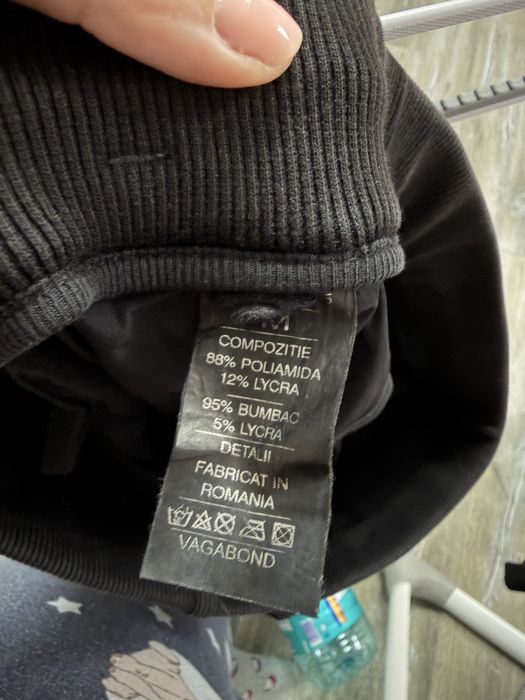 M
COMPOZITIE
88% POLIAMIDA
12% LYCRA
95% BUMBAC
5% LYCRA
DETALII
FABRICAT IN
ROMANIA
VAGABOND